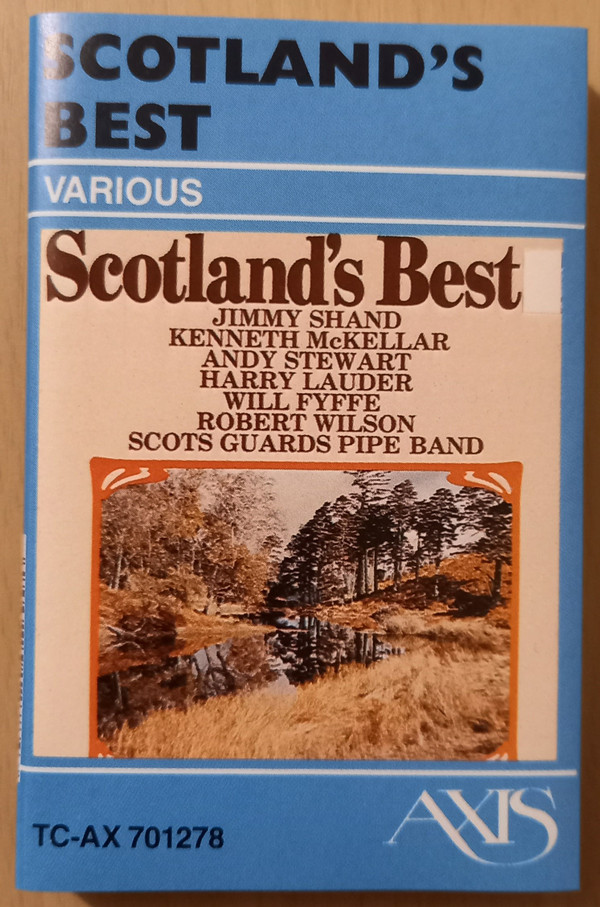 SCOTLAND'S
BEST
VARIOUS
Scotland's Best
JIMMY SHAND
KENNETH McKELLAR
ANDY STEWART
HARRY LAUDER
WILL FYFFE
ROBERT WILSON
SCOTS GUARDS PIPE BAND
TC-AX 701278
AXIS